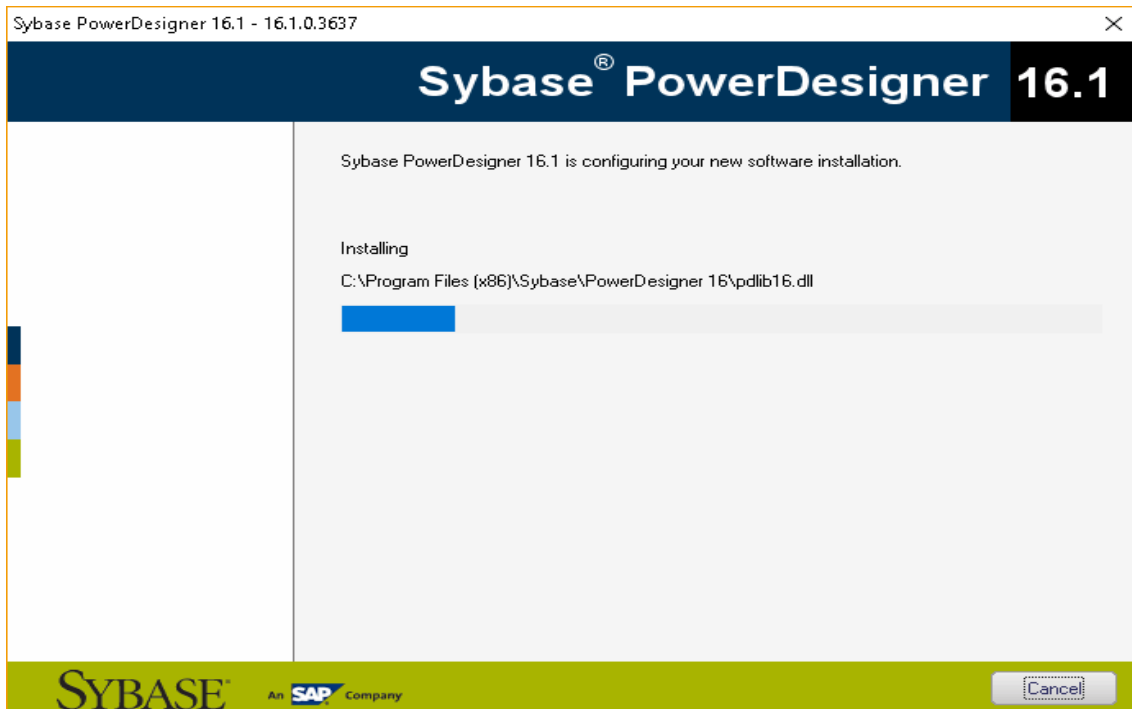 Sybase PowerDesigner 16.1 - 16.1.0.3637
Sybase® PowerDesigner 16.1
Sybase PowerDesigner 16.1 is configuring your new software installation.
Installing
C:\Program Files (x86)\Sybase\PowerDesigner 16\pdlib16.dll
SYBASE™ An SAP Company
Cancel